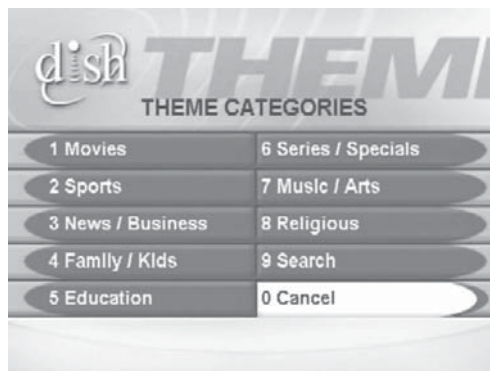 dish THEME
THEME CATEGORIES
1 Movies
2 Sports
3 News / Business
4 Family / Kids
5 Education
6 Series / Specials
7 Music / Arts
8 Religious
9 Search
0 Cancel